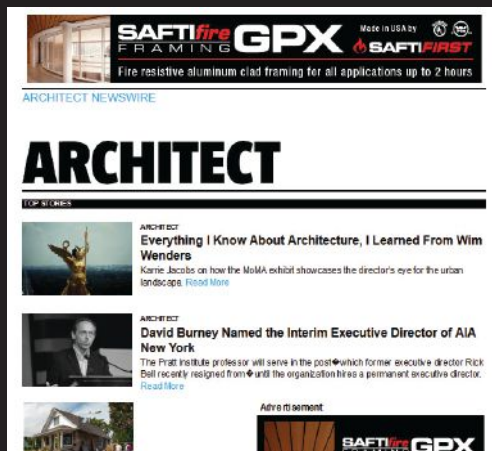 SAFTIfire GPX
FRAMING
Made in USA by
SAFTIFIRST
Fire resistive aluminum clad framing for all applications up to 2 hours
ARCHITECT NEWSWIRE
ARCHITECT
TOP STORIES
ARCHITECT
Everything I Know About Architecture, I Learned From Wim
Wenders
Karrie Jacobs on how the MoMA exhibit showcases the director's eye for the urban
landscape. Read More
ARCHITECT
David Burney Named the Interim Executive Director of AIA
New York
The Pratt Institute professor will serve in the post�which former executive director Rick
Bell recently resigned from�until the organization hires a permanent executive director.
Read More
Advertisement
SAFTIfire GPX
FRAMING